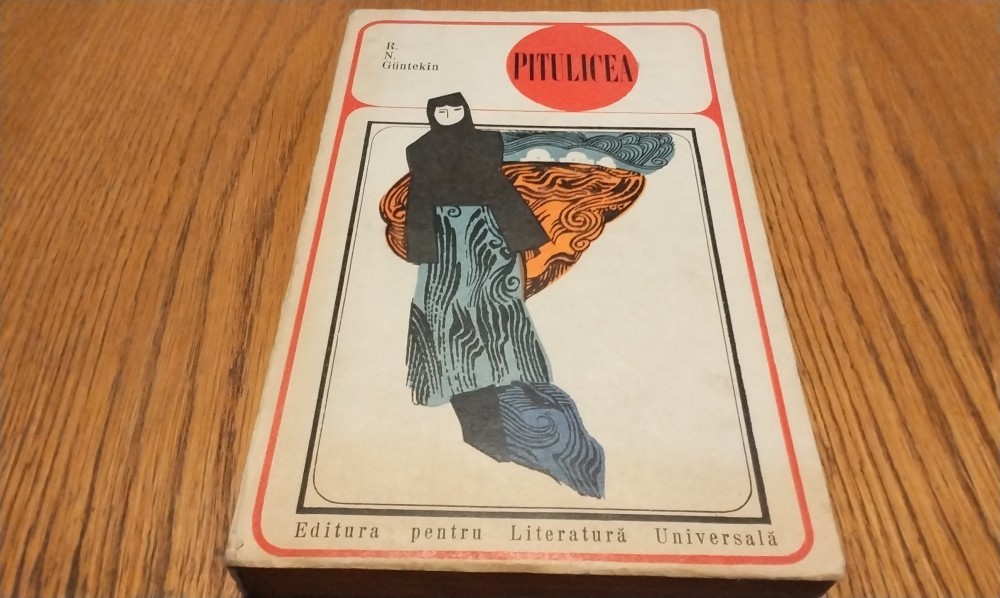 R.
N.
Güntekin
PITULICEA
Editura pentru Literatură Universală